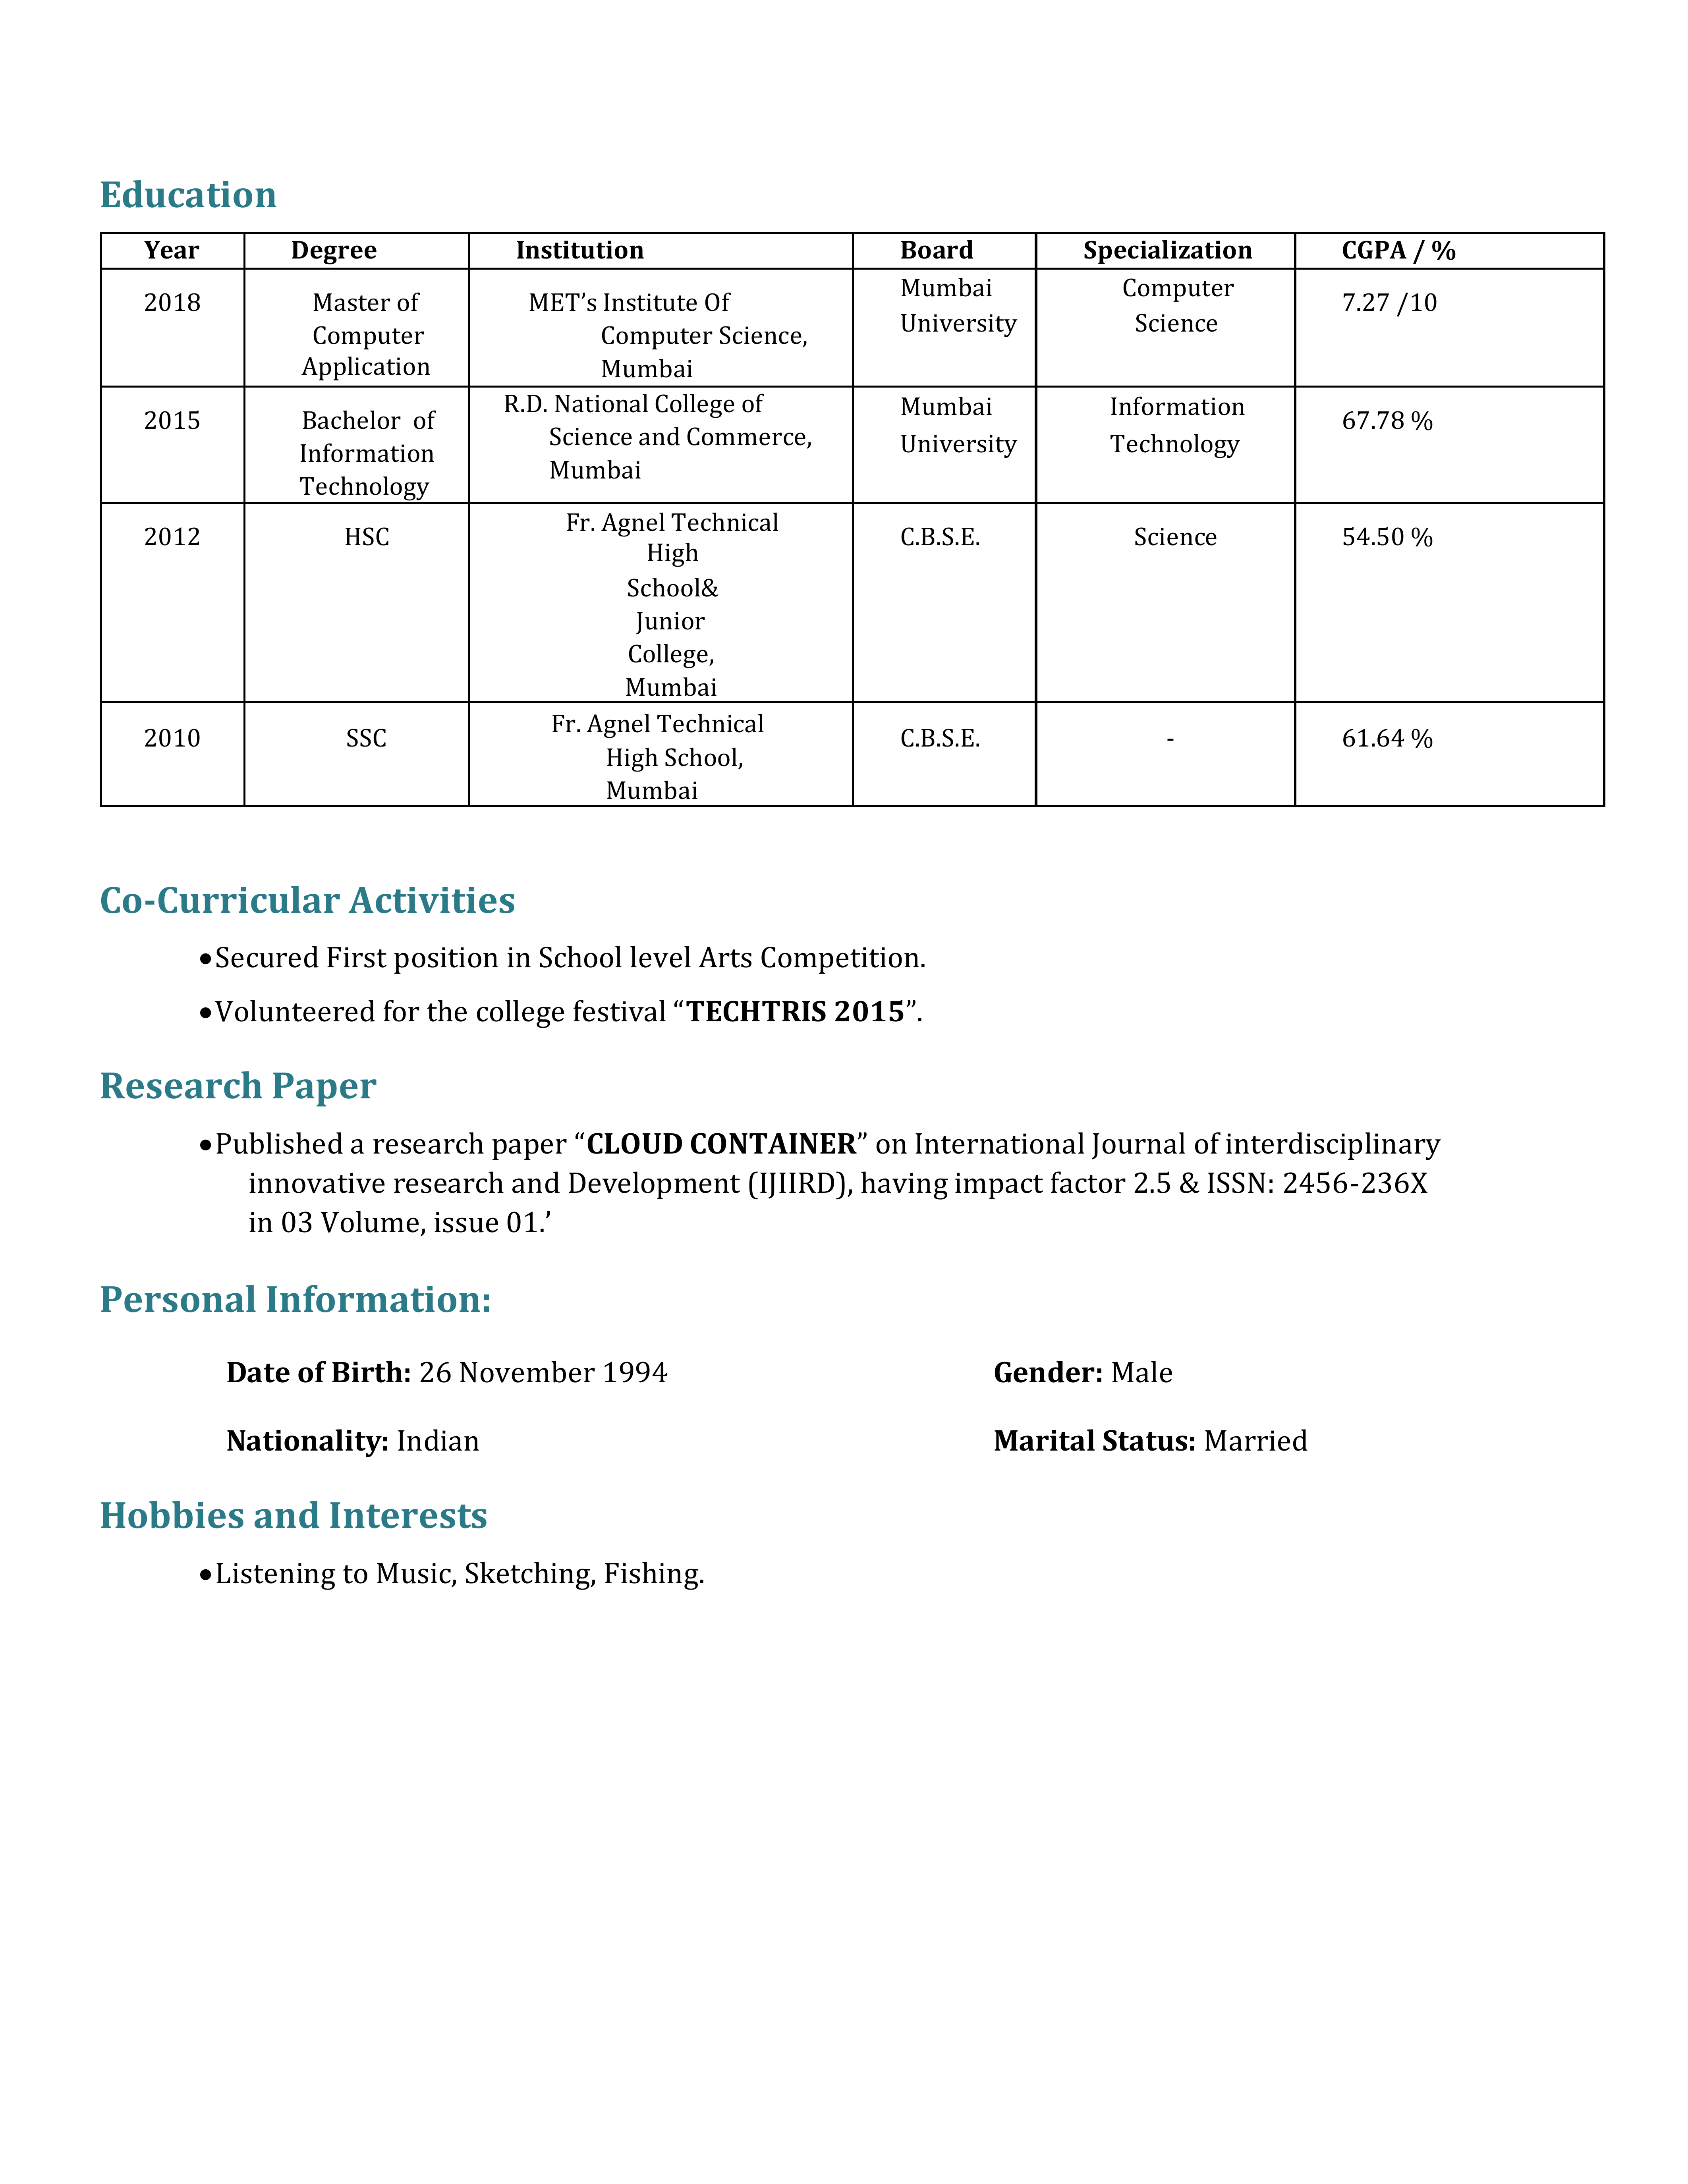 Education
Year Degree Institution Board Specialization CGPA / %
2018 Master of Computer Application MET’s Institute Of Computer Science, Mumbai Mumbai University Computer Science 7.27 /10
2015 Bachelor of Information Technology R.D. National College of Science and Commerce, Mumbai Mumbai University Information Technology 67.78 %
2012 HSC Fr. Agnel Technical High School& Junior College, Mumbai C.B.S.E. Science 54.50 %
2010 SSC Fr. Agnel Technical High School, Mumbai C.B.S.E. - 61.64 %
Co-Curricular Activities
•Secured First position in School level Arts Competition.
•Volunteered for the college festival “TECHTRIS 2015”.
Research Paper
•Published a research paper “CLOUD CONTAINER” on International Journal of interdisciplinary
innovative research and Development (IJIIRD), having impact factor 2.5 & ISSN: 2456-236X
in 03 Volume, issue 01.’
Personal Information:
Date of Birth: 26 November 1994 Gender: Male
Nationality: Indian Marital Status: Married
Hobbies and Interests
•Listening to Music, Sketching, Fishing.